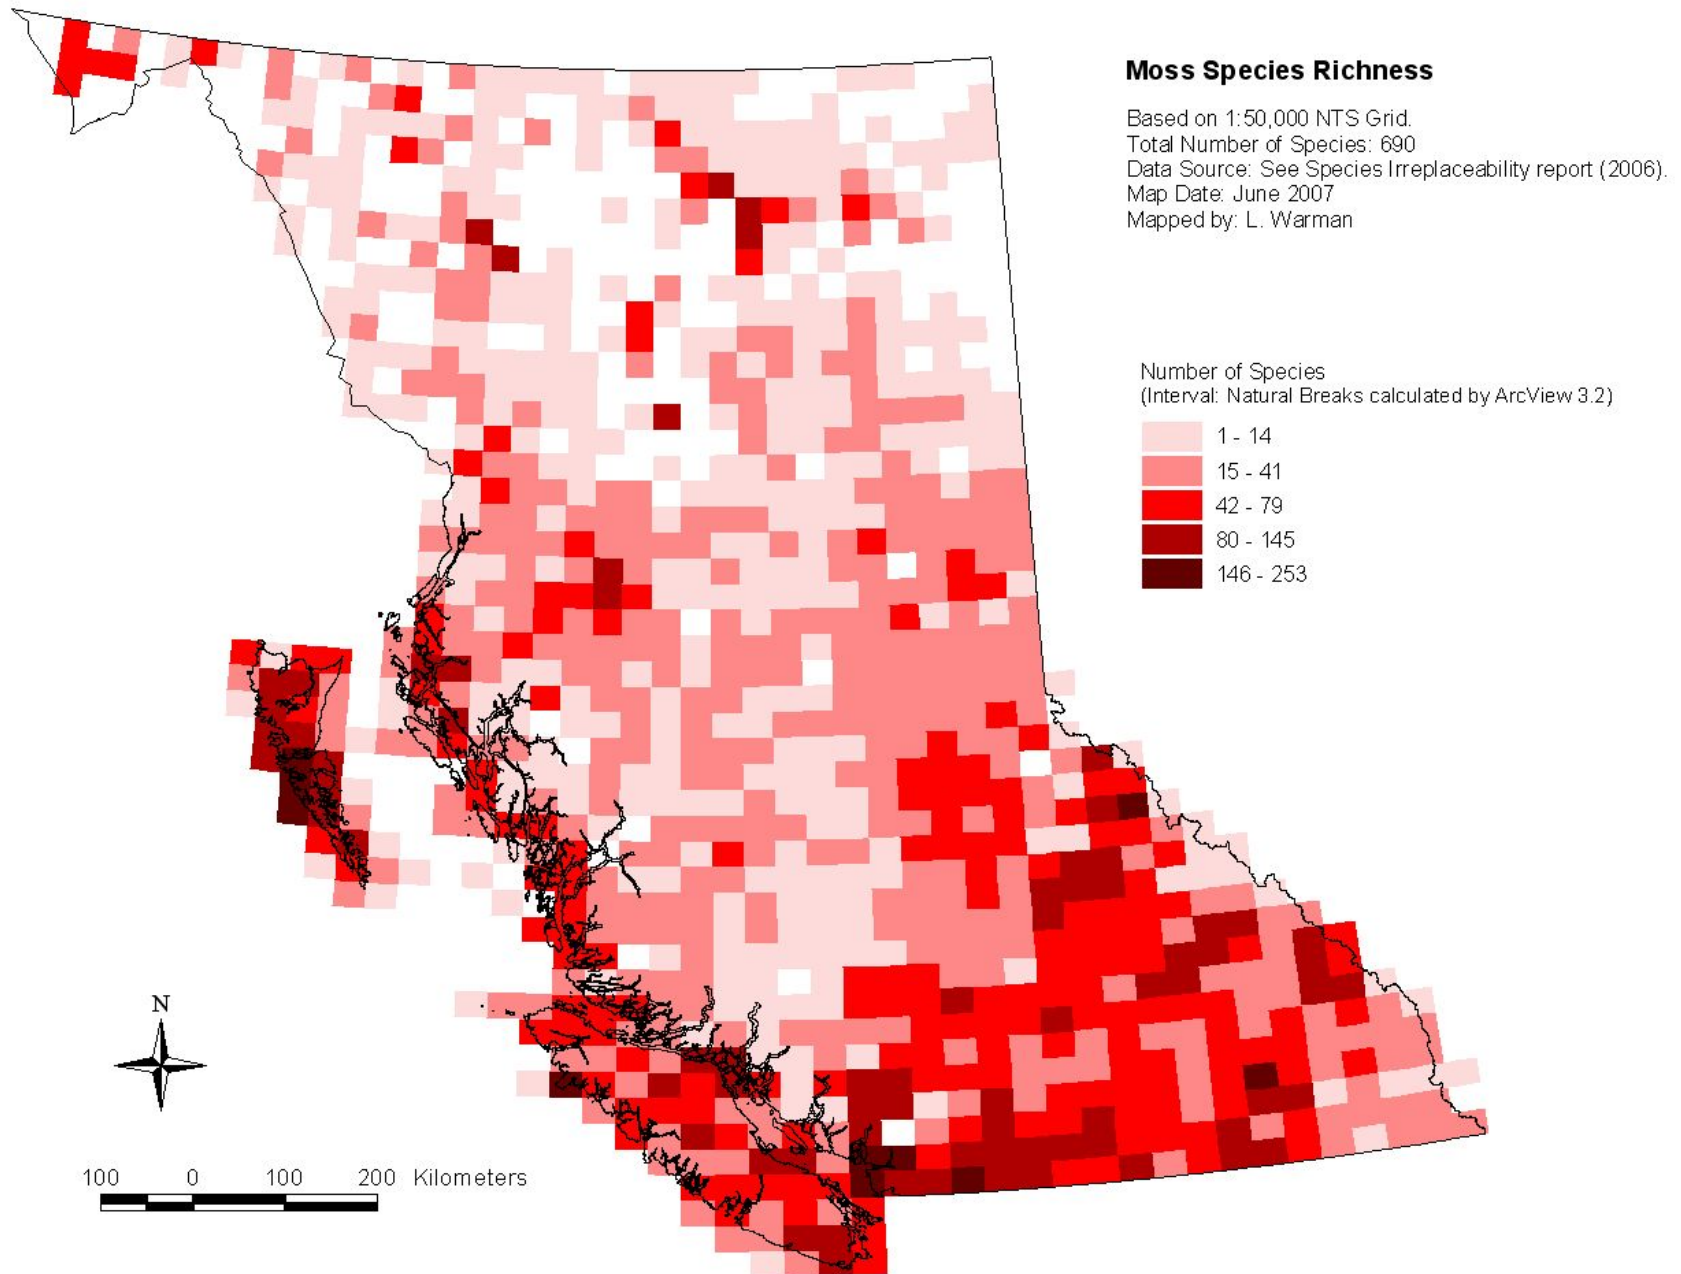 Moss Species Richness
Based on 1:50,000 NTS Grid.
Total Number of Species: 690
Data Source: See Species Irreplaceability report (2006).
Map Date: June 2007
Mapped by: L. Warman
Number of Species
(Interval: Natural Breaks calculated by ArcView 3.2)
1 - 14
15 - 41
42 - 79
80 - 145
146 - 253
N
100 0 100 200 Kilometers